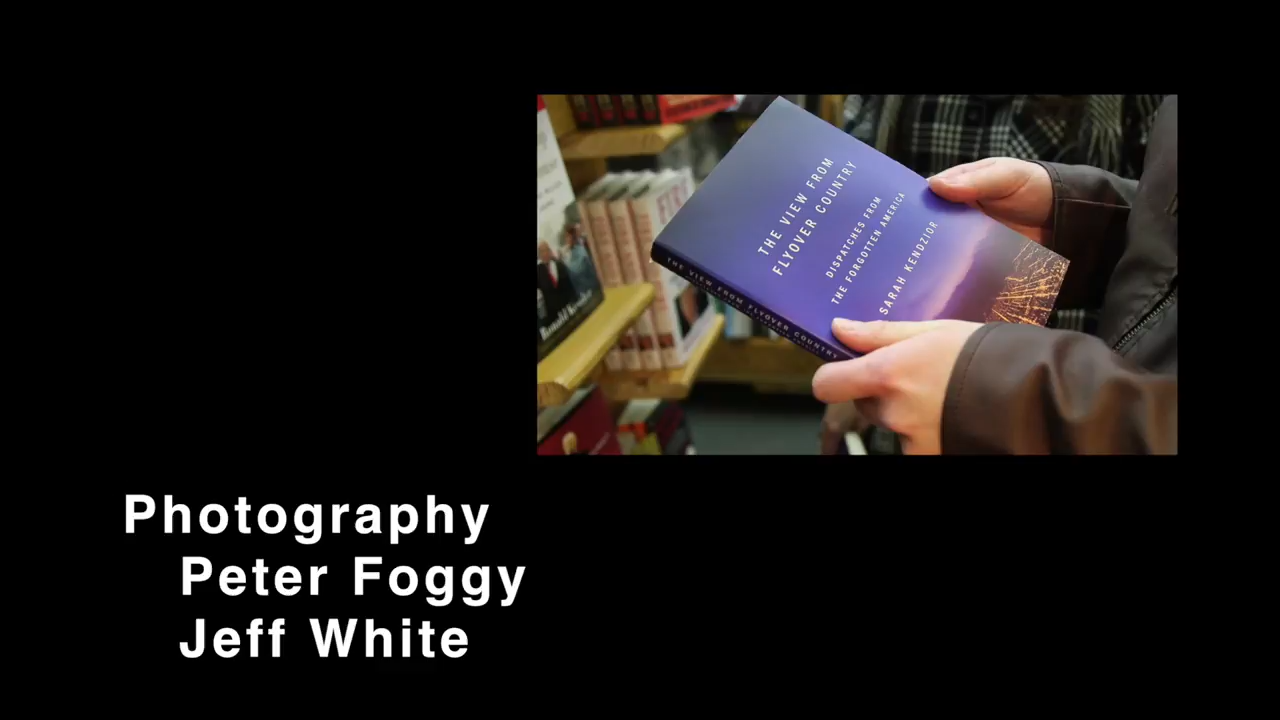 THE VIEW FROM
FLYOVER COUNTRY
DISPATCHES FROM
THE FORGOTTEN AMERICA
SARAH KENDZIOR
THE VIEW FROM FLYOVER COUNTRY
Photography
Peter Foggy
Jeff White